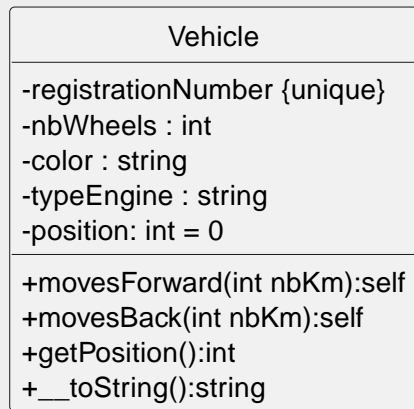 Vehicle
-registrationNumber {unique}
-nbWheels : int
-color : string
-typeEngine : string
-position: int = 0
+movesForward(int nbKm):self
+movesBack(int nbKm):self
+getPosition():int
+__toString():string